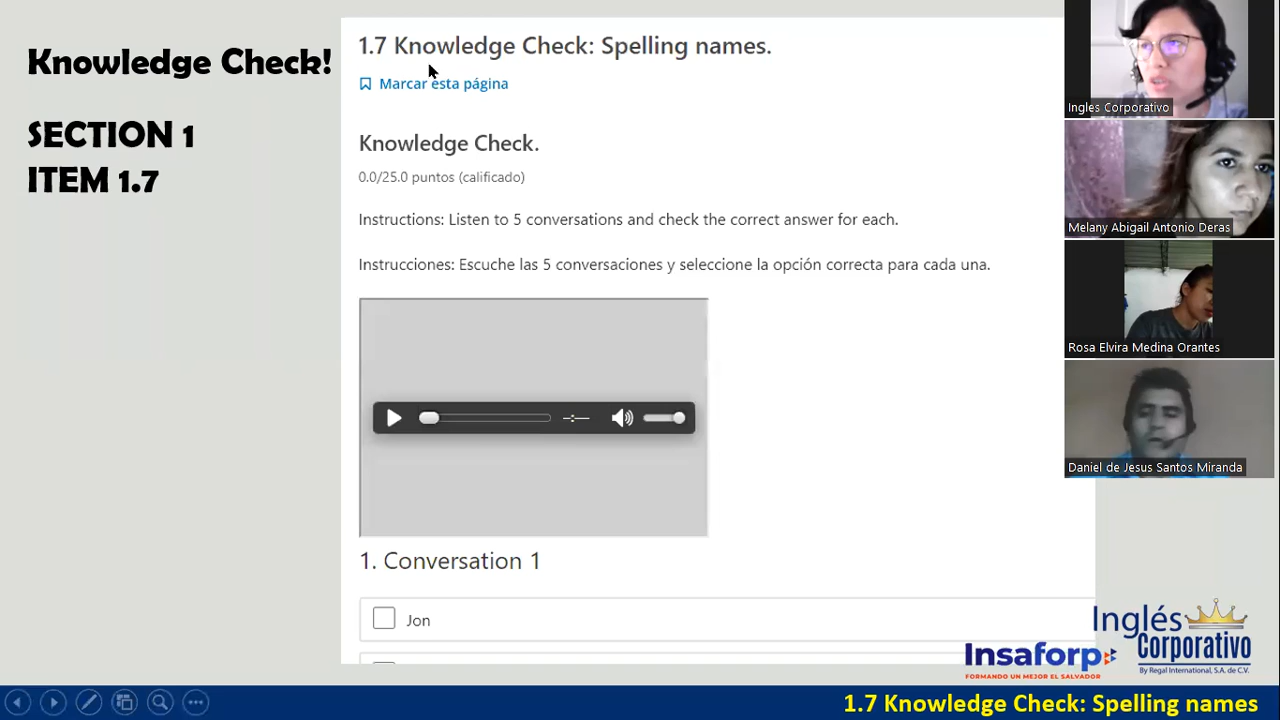 Knowledge Check!
SECTION 1
ITEM 1.7
1.7 Knowledge Check: Spelling names.
Marcar esta página
Knowledge Check.
0.0/25.0 puntos (calificado)
Instructions: Listen to 5 conversations and check the correct answer for each.
Instrucciones: Escuche las 5 conversaciones y seleccione la opción correcta para cada una.
-:-
1. Conversation 1
Jon
Ingles Corporativo
Melany Abigail Antonio Deras
Rosa Elvira Medina Orantes
Daniel de Jesus Santos Miranda
Insaforp
FORMANDO UN MEJOR EL SALVADOR
Inglés
Corporativo
By Regal International, S.A. de C.V.
1.7 Knowledge Check: Spelling names